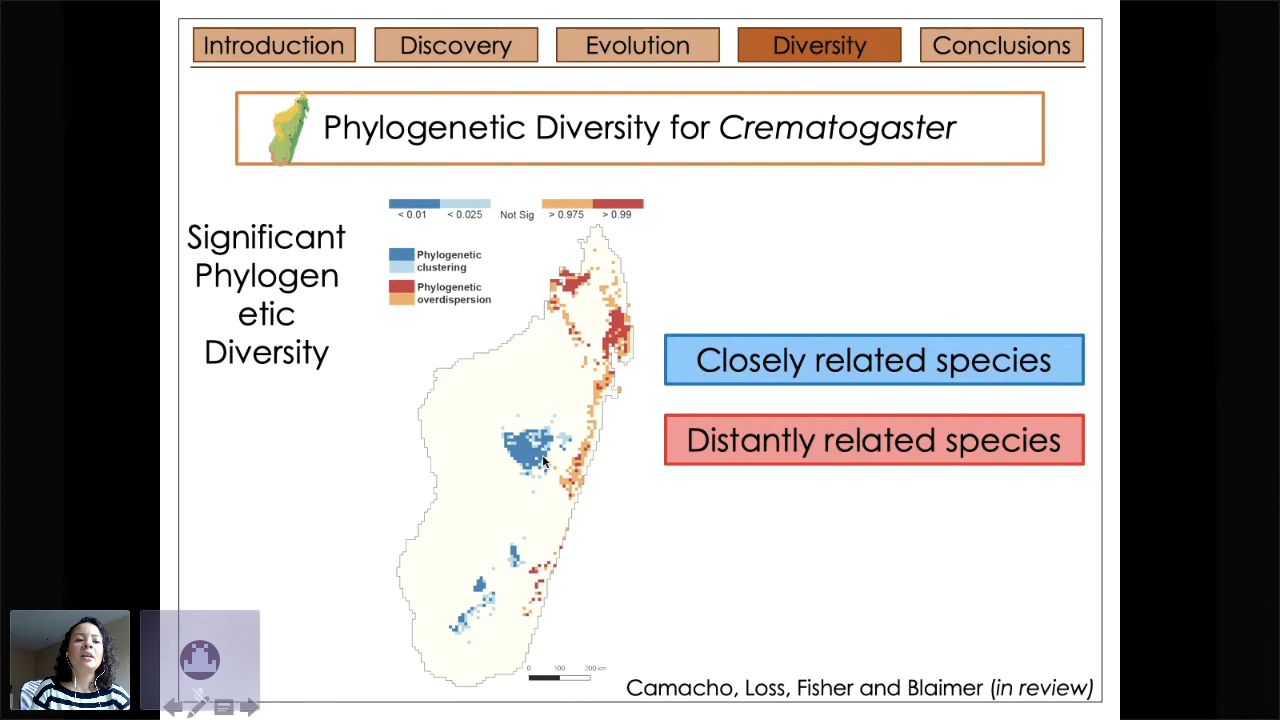 Introduction
Discovery
Evolution
Diversity
Conclusions
Phylogenetic Diversity for Crematogaster
Significant
Phylogen
etic
Diversity
< 0.01
< 0.025
Not Sig
> 0.975
> 0.99
Phylogenetic
clustering
Phylogenetic
overdispersion
Closely related species
Distantly related species
0
100
200 km
Camacho, Loss, Fisher and Blaimer (in review)